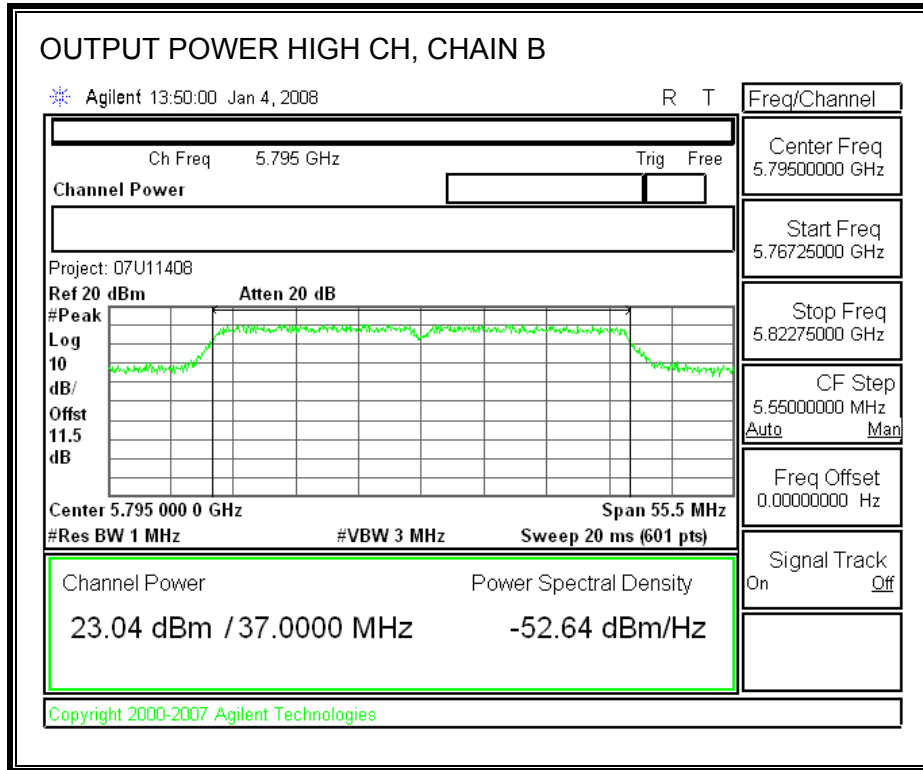 OUTPUT POWER HIGH CH, CHAIN B
Agilent 13:50:00 Jan 4, 2008 R T
Freq/Channel
Ch Freq 5.795 GHz Trig Free
Channel Power
Center Freq
5.79500000 GHz
Start Freq
5.76725000 GHz
Stop Freq
5.82275000 GHz
CF Step
5.55000000 MHz
Auto Man
Freq Offset
0.00000000 Hz
Signal Track
On Off
Project: 07U11408
Ref 20 dBm Atten 20 dB
#Peak
Log
10
dB/
Offst
11.5
dB
Center 5.795 000 0 GHz Span 55.5 MHz
#Res BW 1 MHz #VBW 3 MHz Sweep 20 ms (601 pts)
Channel Power Power Spectral Density
23.04 dBm / 37.0000 MHz -52.64 dBm/Hz
Copyright 2000-2007 Agilent Technologies